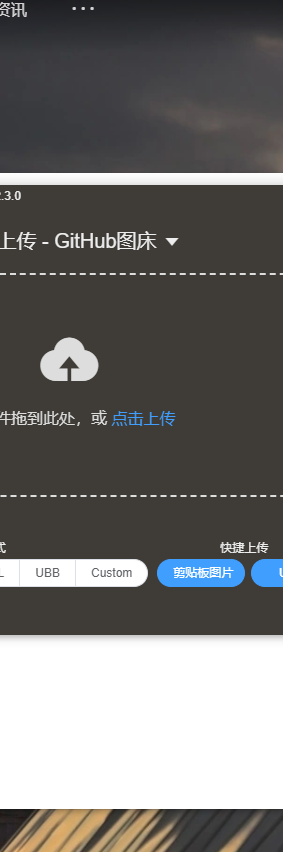 资讯
.3.0
上传 - GitHub图床
件拖到此处，或 点击上传
式 快捷上传
L UBB Custom 剪贴板图片 U